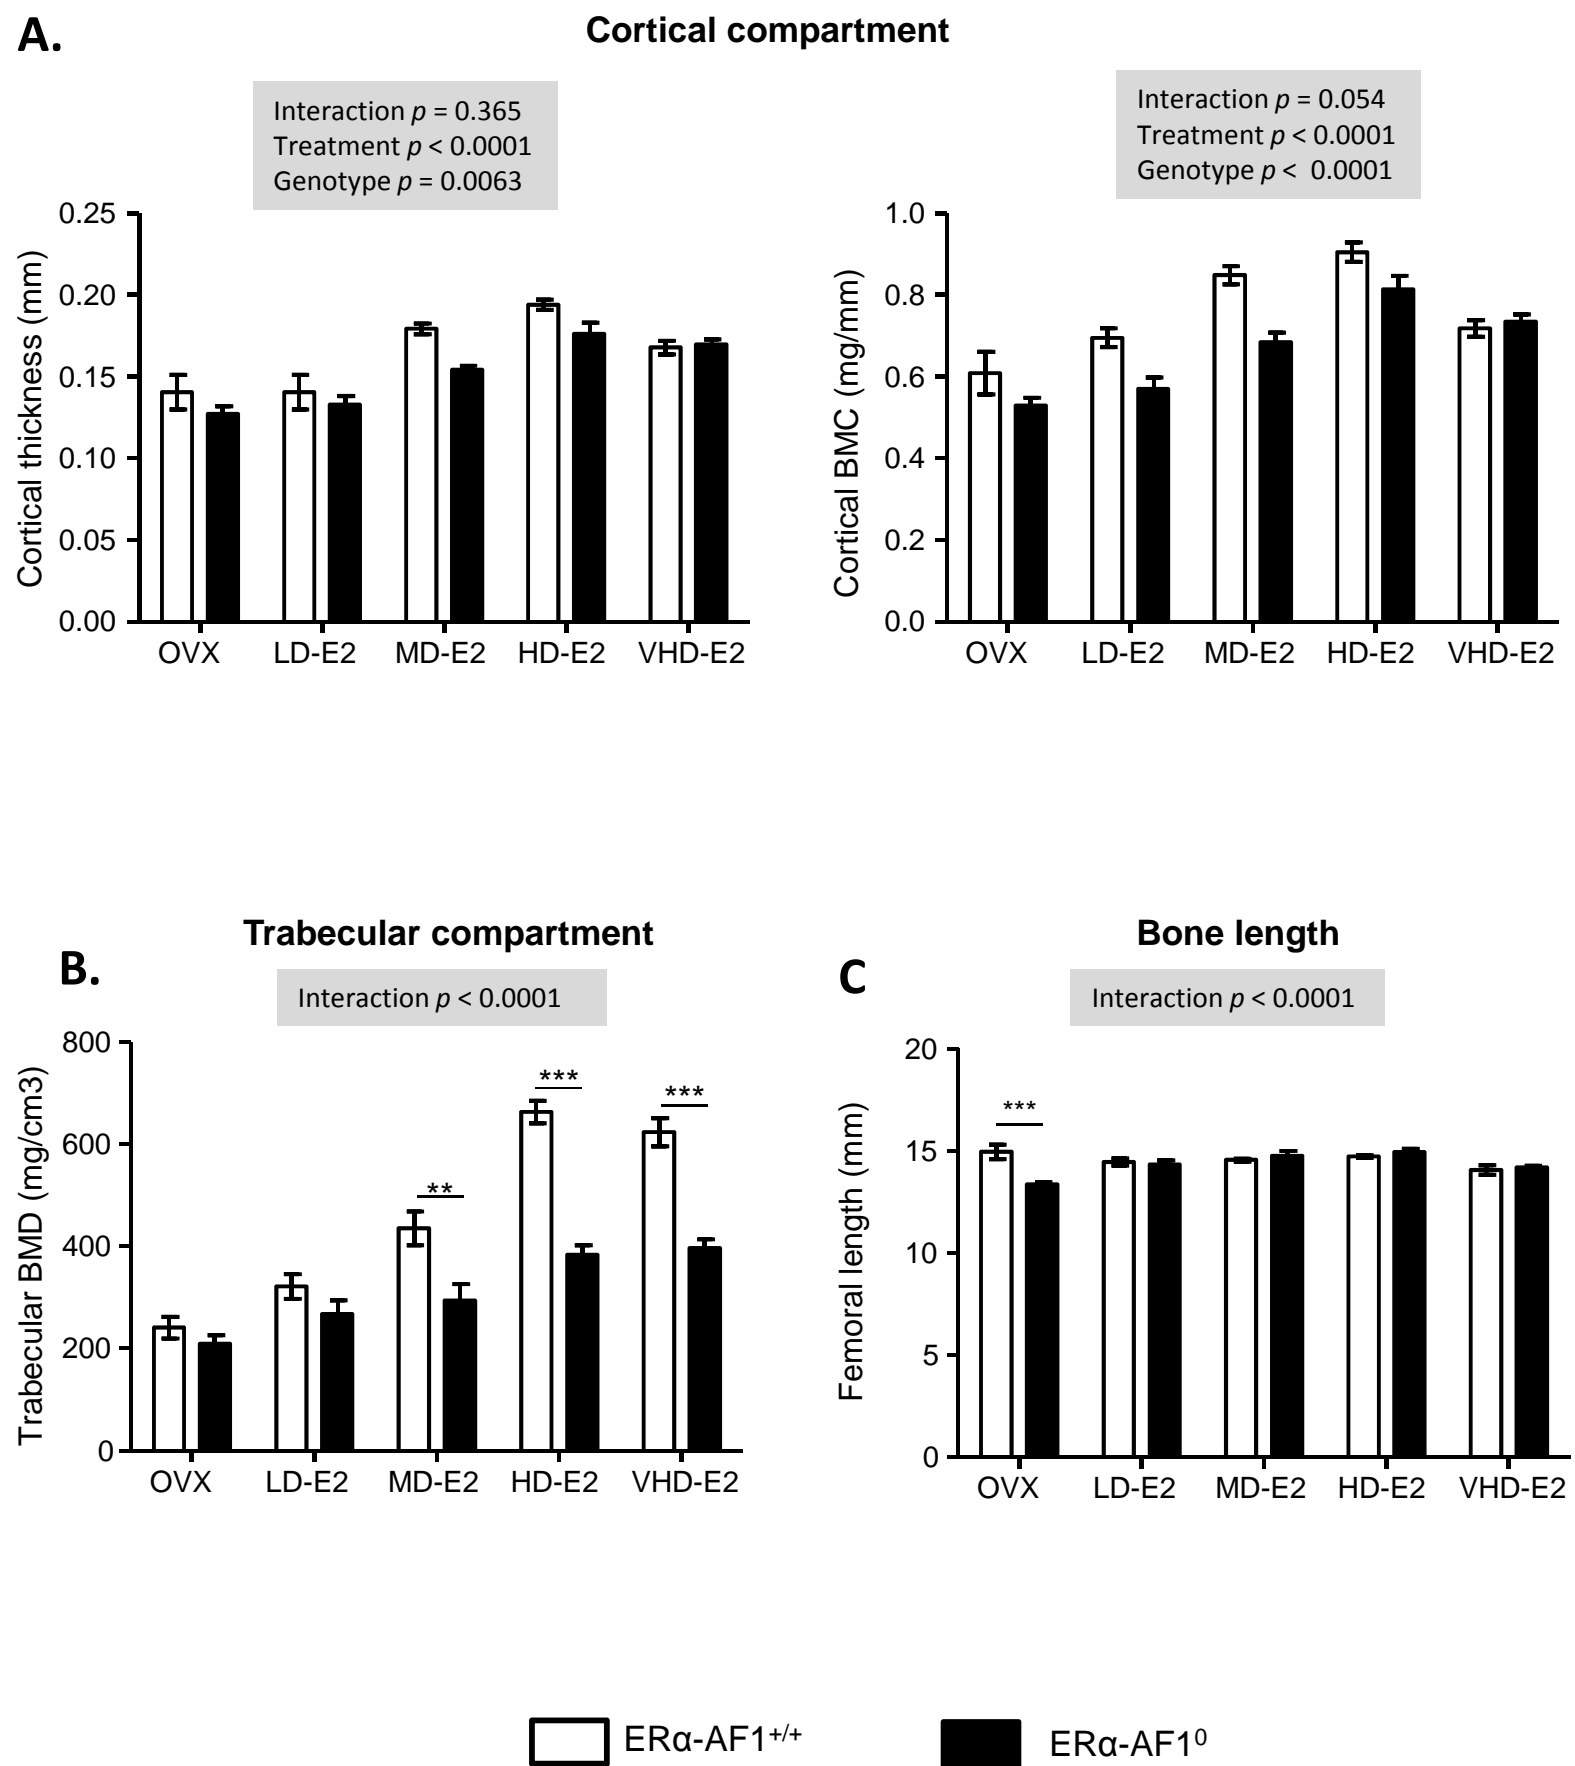 A.
Cortical compartment
Interaction p = 0.365
Treatment p < 0.0001
Genotype p = 0.0063
Cortical thickness (mm)
0.25
0.20
0.15
0.10
0.05
0.00
OVX LD-E2 MD-E2 HD-E2 VHD-E2
Interaction p = 0.054
Treatment p < 0.0001
Genotype p < 0.0001
Cortical BMC (mg/mm)
1.0
0.8
0.6
0.4
0.2
0.0
OVX LD-E2 MD-E2 HD-E2 VHD-E2
Trabecular compartment
B.
Interaction p < 0.0001
Trabecular BMD (mg/cm3)
800
600
400
200
0
**
***
***
OVX LD-E2 MD-E2 HD-E2 VHD-E2
Bone length
C
Interaction p < 0.0001
Femoral length (mm)
20
15
10
5
0
***
OVX LD-E2 MD-E2 HD-E2 VHD-E2
ERα-AF1⁺/⁺
ERα-AF1⁰